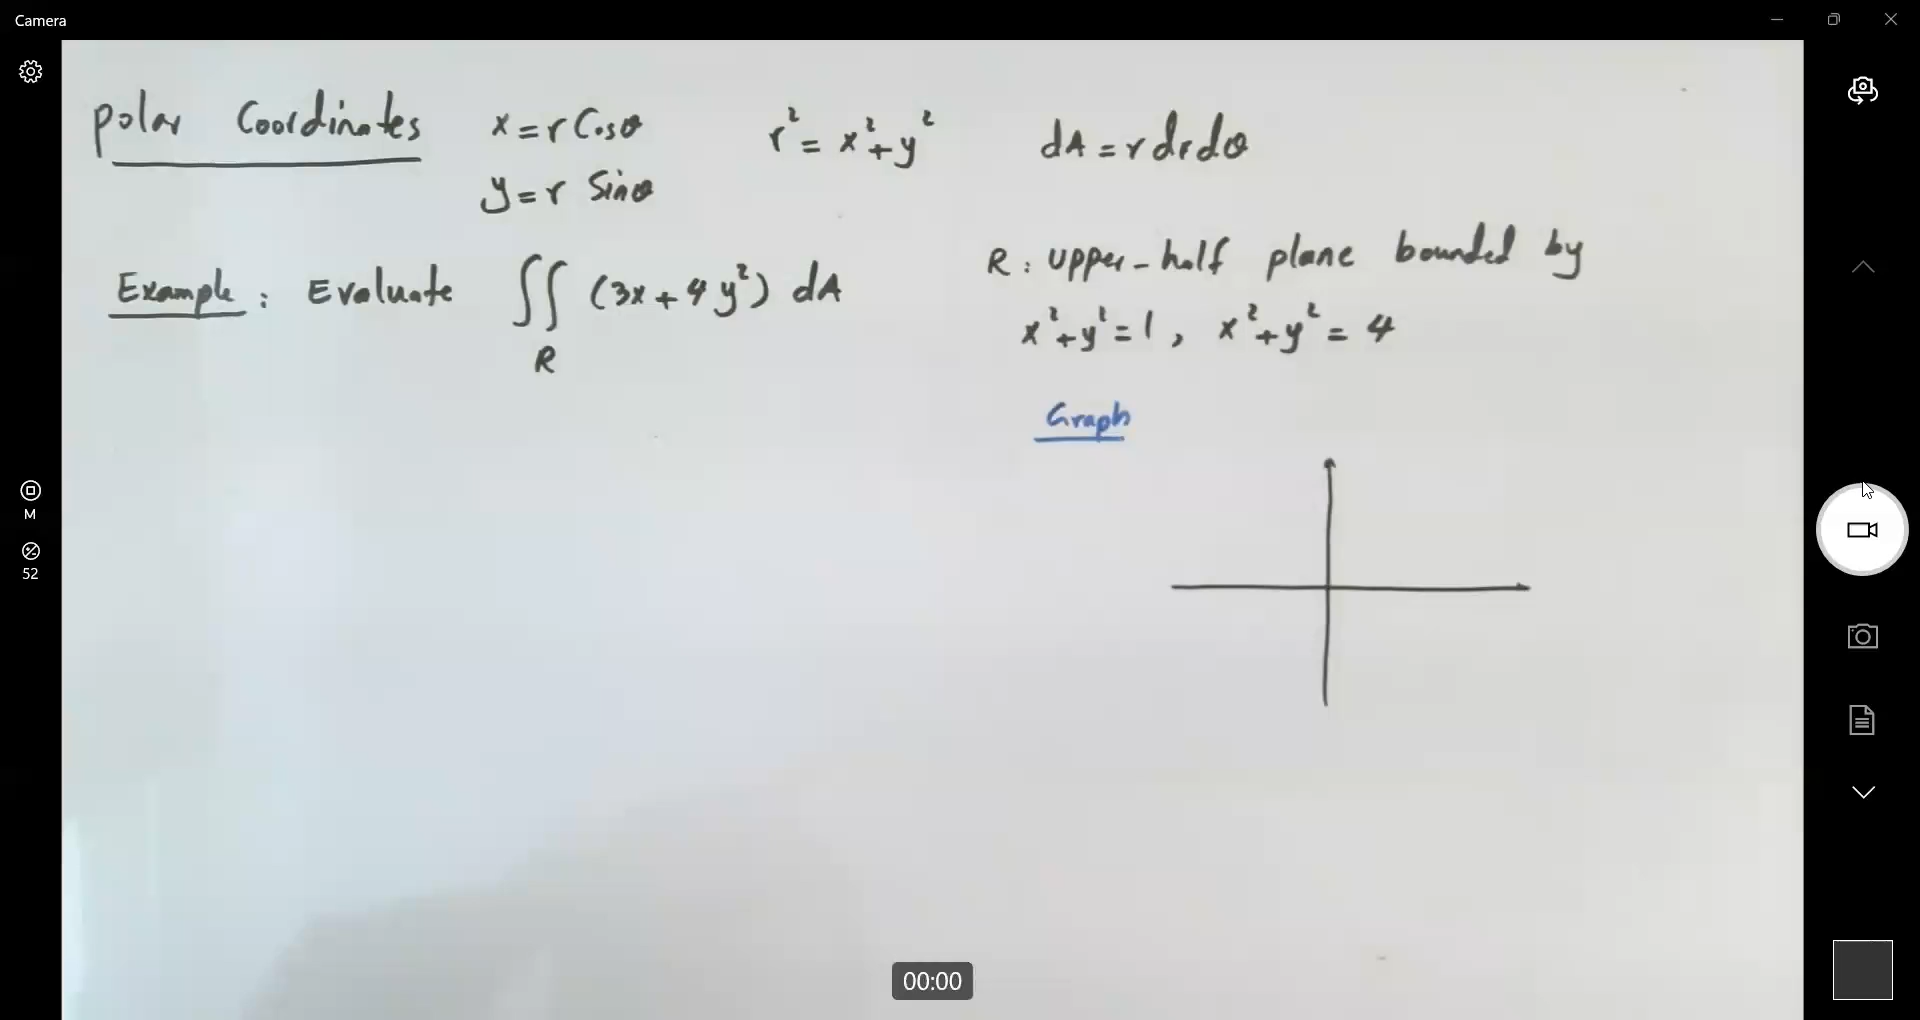 Camera
Polar Coordinates x = r Cosθ r² = x² + y² dA = r dr dθ
y = r Sinθ
Example : Evaluate ∬ (3x + 4y²) dA R : upper-half plane bounded by
R x² + y² = 1 , x² + y² = 4
Graph
M
52
00:00